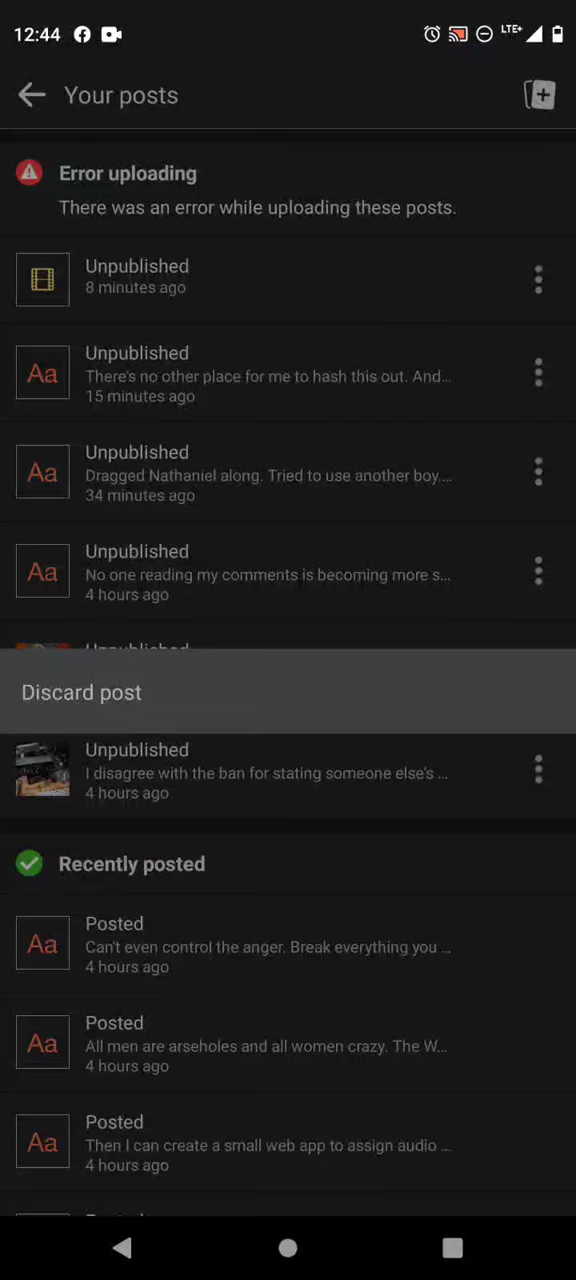 12:44
LTE+
Your posts
Error uploading
There was an error while uploading these posts.
Unpublished
8 minutes ago
Aa
Unpublished
There's no other place for me to hash this out. And...
15 minutes ago
Aa
Unpublished
Dragged Nathaniel along. Tried to use another boy....
34 minutes ago
Aa
Unpublished
No one reading my comments is becoming more s...
4 hours ago
Unpublished
Discard post
Unpublished
I disagree with the ban for stating someone else's ...
4 hours ago
Recently posted
Aa
Posted
Can't even control the anger. Break everything you ...
4 hours ago
Aa
Posted
All men are arseholes and all women crazy. The W...
4 hours ago
Aa
Posted
Then I can create a small web app to assign audio ...
4 hours ago